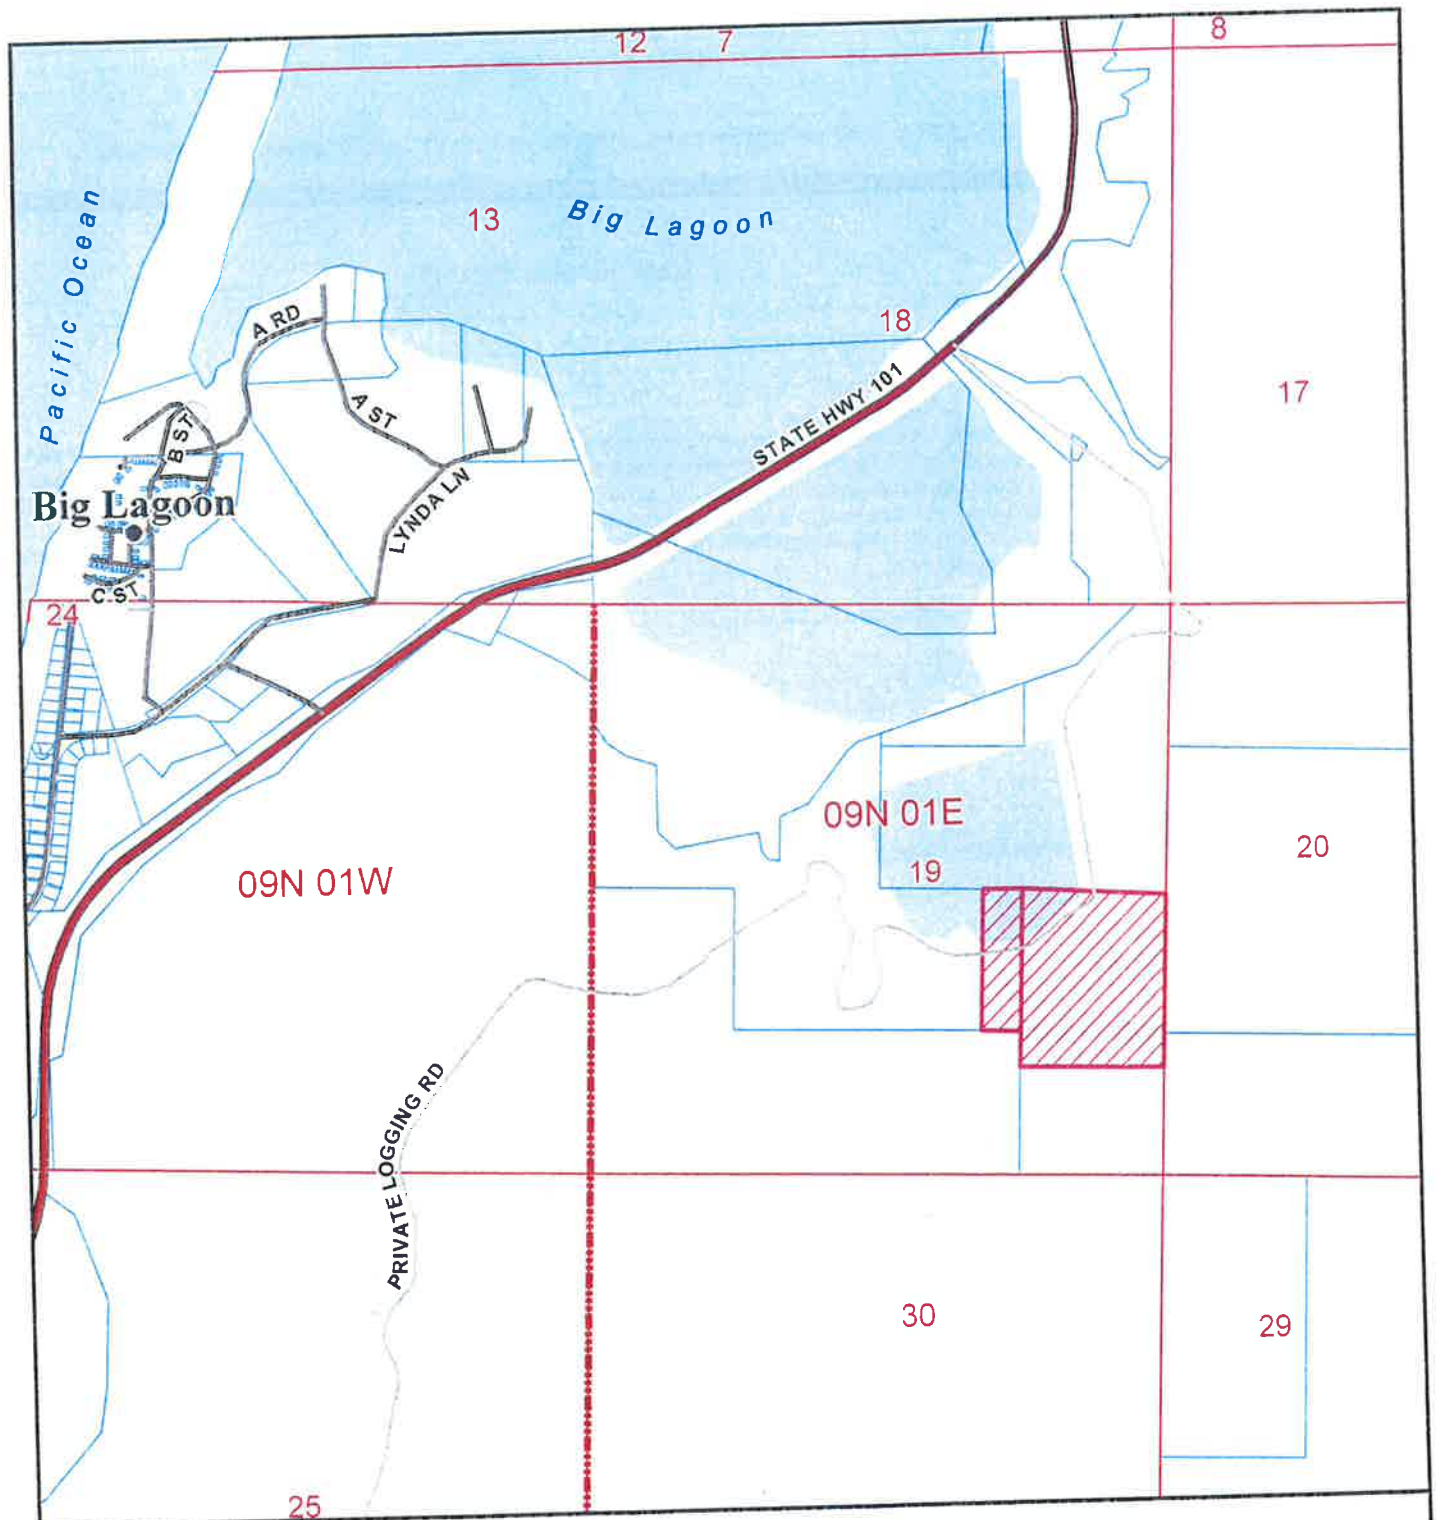 12 7 8
Pacific Ocean
13
Big Lagoon
18
17
A RD
A ST
B ST
STATE HWY 101
LYNDA LN
Big Lagoon
C ST
24
09N 01E
20
19
09N 01W
PRIVATE LOGGING RD
30
29
25